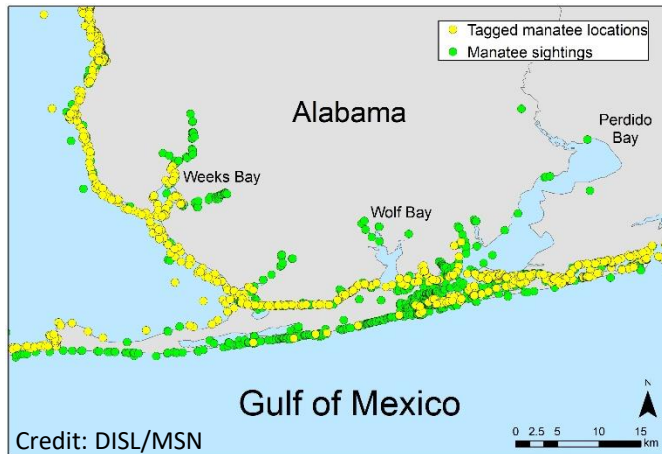 Tagged manatee locations
Manatee sightings
Alabama
Perdido
Bay
Weeks Bay
Wolf Bay
Gulf of Mexico
N
0 2.5 5 10 15
km
Credit: DISL/MSN